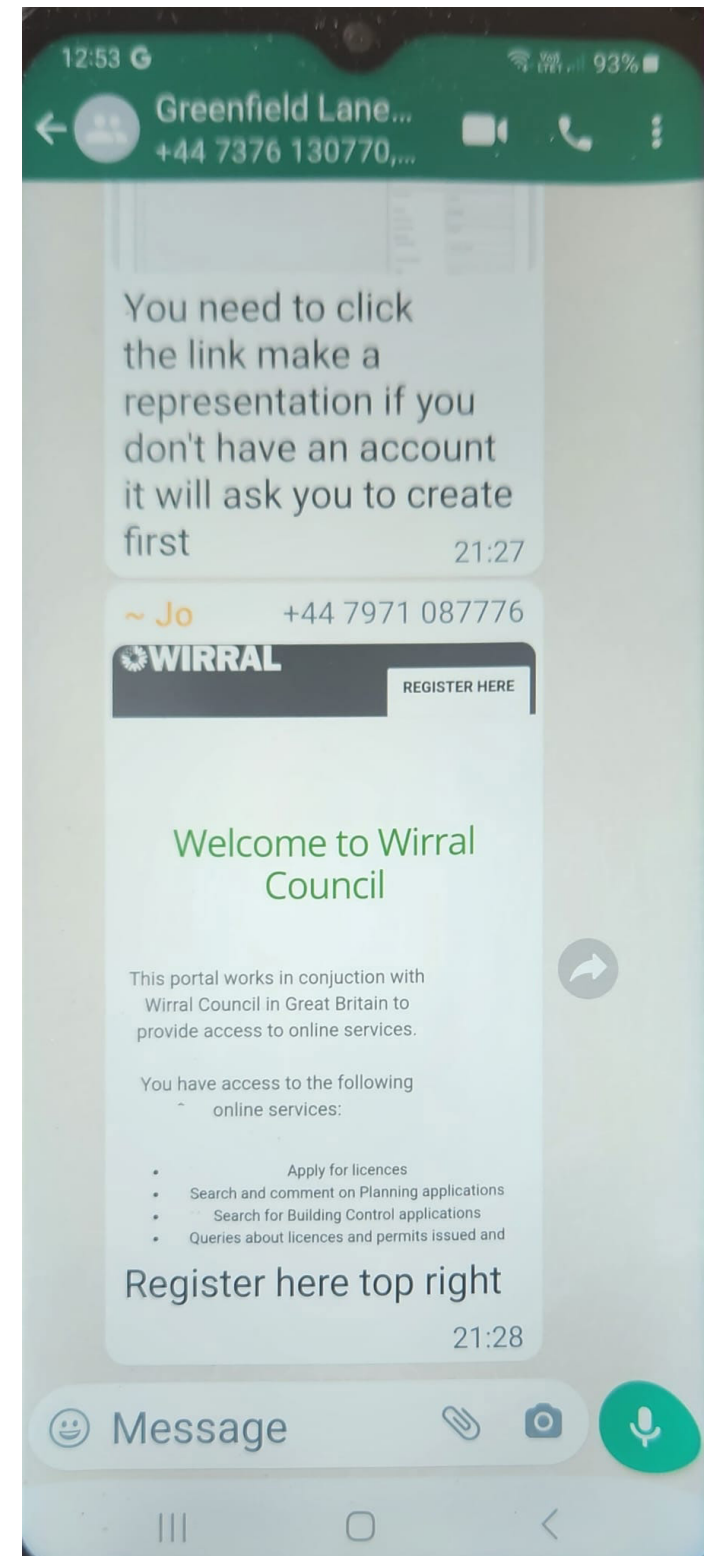 12:53 G
93%
Greenfield Lane...
+44 7376 130770,...
You need to click
the link make a
representation if you
don't have an account
it will ask you to create
first
21:27
~ Jo +44 7971 087776
WIRRAL
REGISTER HERE
Welcome to Wirral
Council
This portal works in conjuction with
Wirral Council in Great Britain to
provide access to online services.
You have access to the following
online services:
• Apply for licences
• Search and comment on Planning applications
• Search for Building Control applications
• Queries about licences and permits issued and
Register here top right
21:28
Message